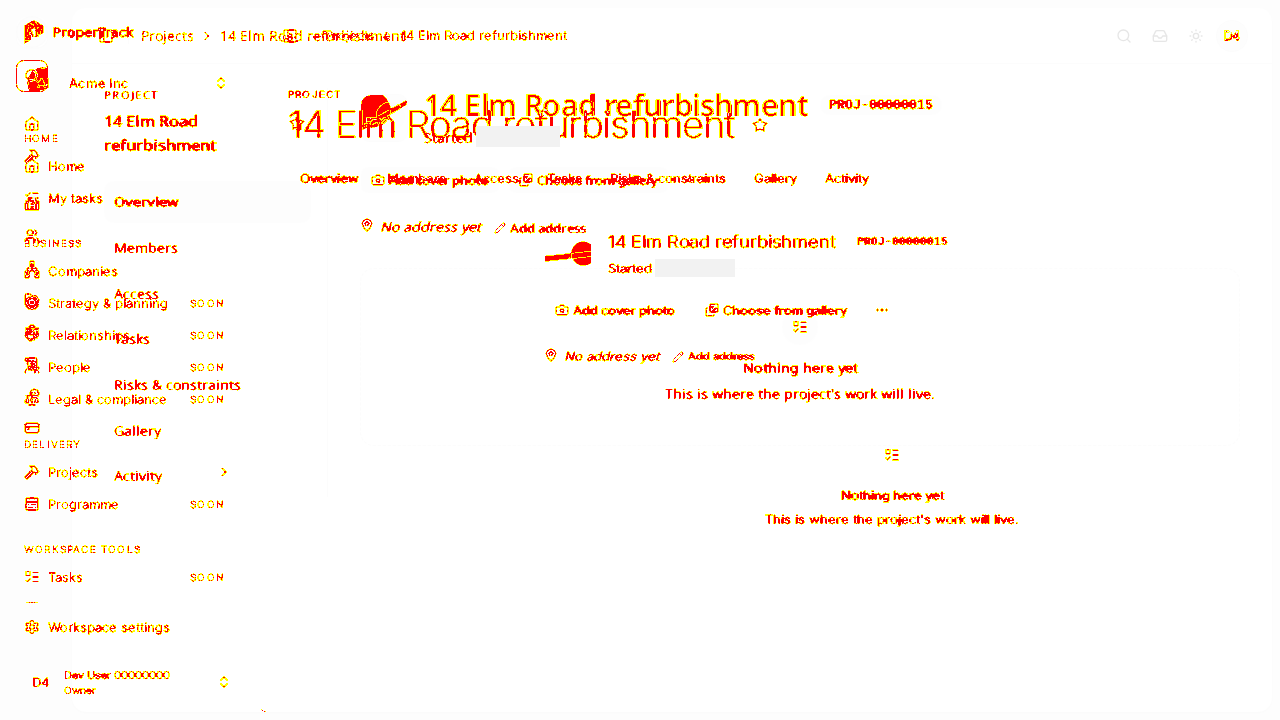 ProperTrack
Projects > 14 Elm Road refurbishment
14 Elm Road refurbishment
D4
Acme Inc
PROJECT
14 Elm Road
refurbishment
PROJECT
14 Elm Road refurbishment
14 Elm Road refurbishment
PROJ-00000015
Started
HOME
Home
My tasks
Overview
Members
Access
Tasks
Risks & constraints
Gallery
Activity
Overview
Members
Access
Tasks
Risks & constraints
Gallery
Activity
Add cover photo
Choose from gallery
No address yet
Add address
BUSINESS
Companies
Strategy & planning SOON
Relationships SOON
People SOON
Legal & compliance SOON
DELIVERY
Projects
Programme SOON
WORKSPACE TOOLS
Tasks SOON
Workspace settings
D4
Dev User 00000000
Owner
14 Elm Road refurbishment
PROJ-00000015
Started
Add cover photo
Choose from gallery
...
No address yet
Add address
Nothing here yet
This is where the project's work will live.
Nothing here yet
This is where the project's work will live.